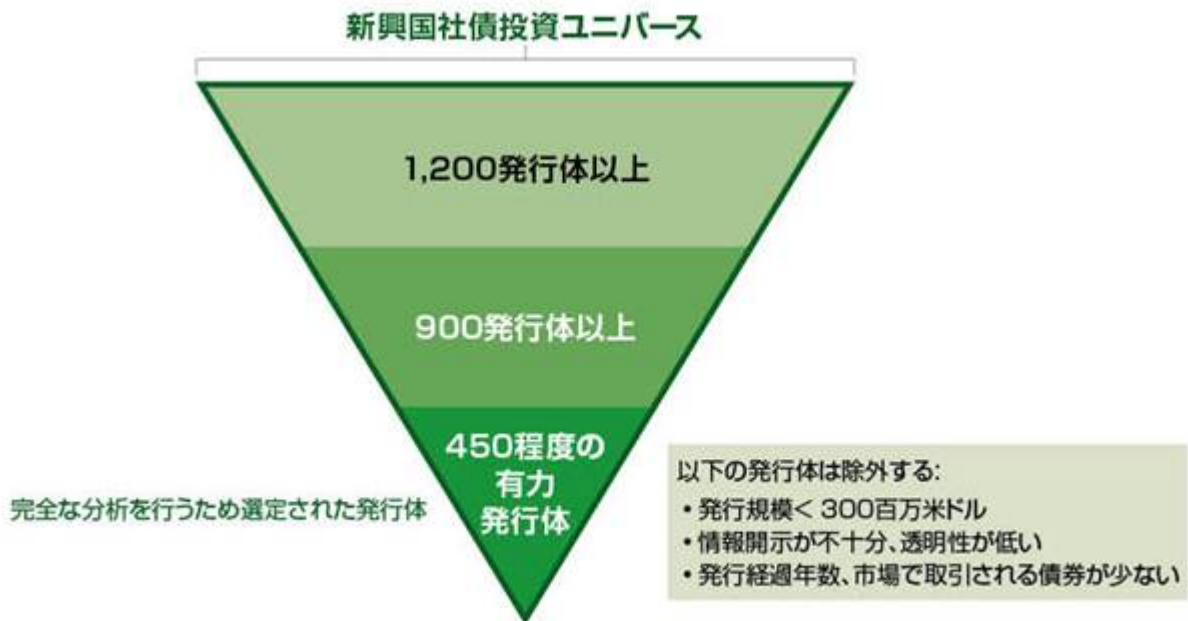 新興国社債投資ユニバース
1,200発行体以上
900発行体以上
450程度の
有力
発行体
完全な分析を行うため選定された発行体
以下の発行体は除外する:
・発行規模< 300百万米ドル
・情報開示が不十分、透明性が低い
・発行経過年数、市場で取引される債券が少ない